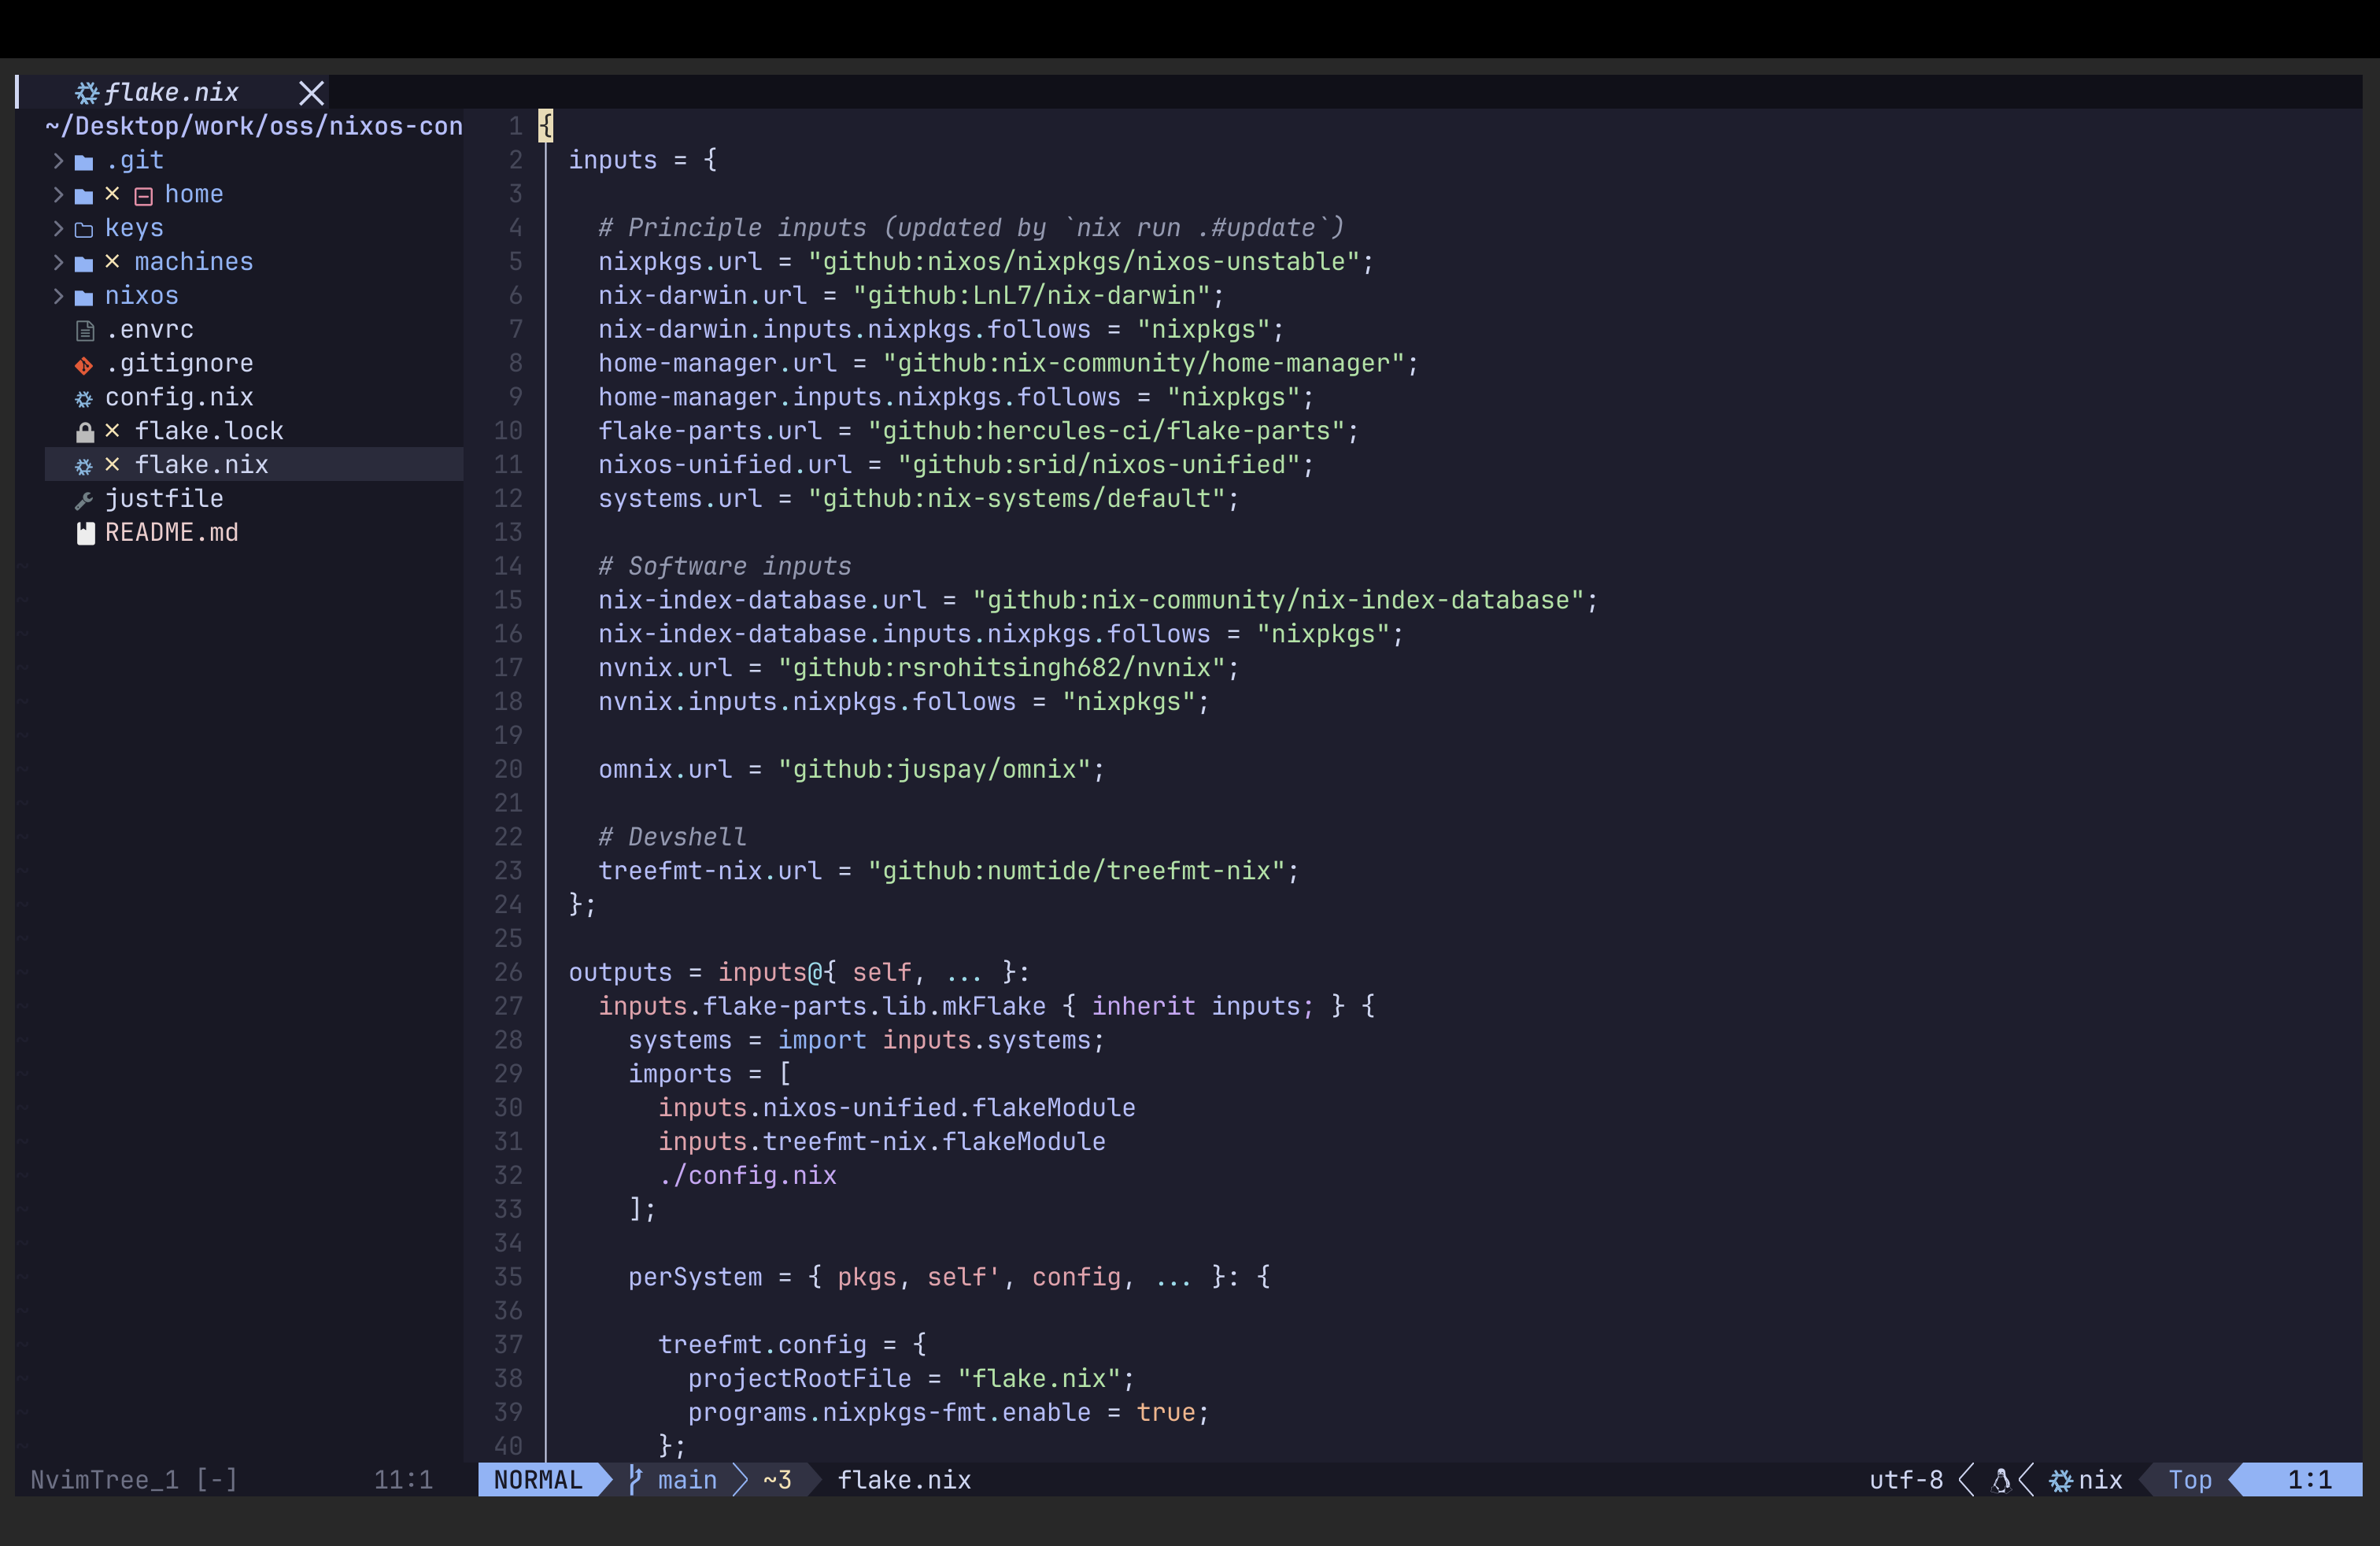 flake.nix
~/Desktop/work/oss/nixos-con
.git
home
keys
machines
nixos
.envrc
.gitignore
config.nix
flake.lock
flake.nix
justfile
README.md
1 {
2   inputs = {
3
4     # Principle inputs (updated by `nix run .#update`)
5     nixpkgs.url = "github:nixos/nixpkgs/nixos-unstable";
6     nix-darwin.url = "github:LnL7/nix-darwin";
7     nix-darwin.inputs.nixpkgs.follows = "nixpkgs";
8     home-manager.url = "github:nix-community/home-manager";
9     home-manager.inputs.nixpkgs.follows = "nixpkgs";
10     flake-parts.url = "github:hercules-ci/flake-parts";
11     nixos-unified.url = "github:srid/nixos-unified";
12     systems.url = "github:nix-systems/default";
13
14     # Software inputs
15     nix-index-database.url = "github:nix-community/nix-index-database";
16     nix-index-database.inputs.nixpkgs.follows = "nixpkgs";
17     nvnix.url = "github:rsrohitsingh682/nvnix";
18     nvnix.inputs.nixpkgs.follows = "nixpkgs";
19
20     omnix.url = "github:juspay/omnix";
21
22     # Devshell
23     treefmt-nix.url = "github:numtide/treefmt-nix";
24   };
25
26   outputs = inputs@{ self, ... }:
27     inputs.flake-parts.lib.mkFlake { inherit inputs; } {
28       systems = import inputs.systems;
29       imports = [
30         inputs.nixos-unified.flakeModule
31         inputs.treefmt-nix.flakeModule
32         ./config.nix
33       ];
34
35       perSystem = { pkgs, self', config, ... }: {
36
37         treefmt.config = {
38           projectRootFile = "flake.nix";
39           programs.nixpkgs-fmt.enable = true;
40         };
NvimTree_1 [-] 11:1 NORMAL main ~3 flake.nix utf-8 nix Top 1:1